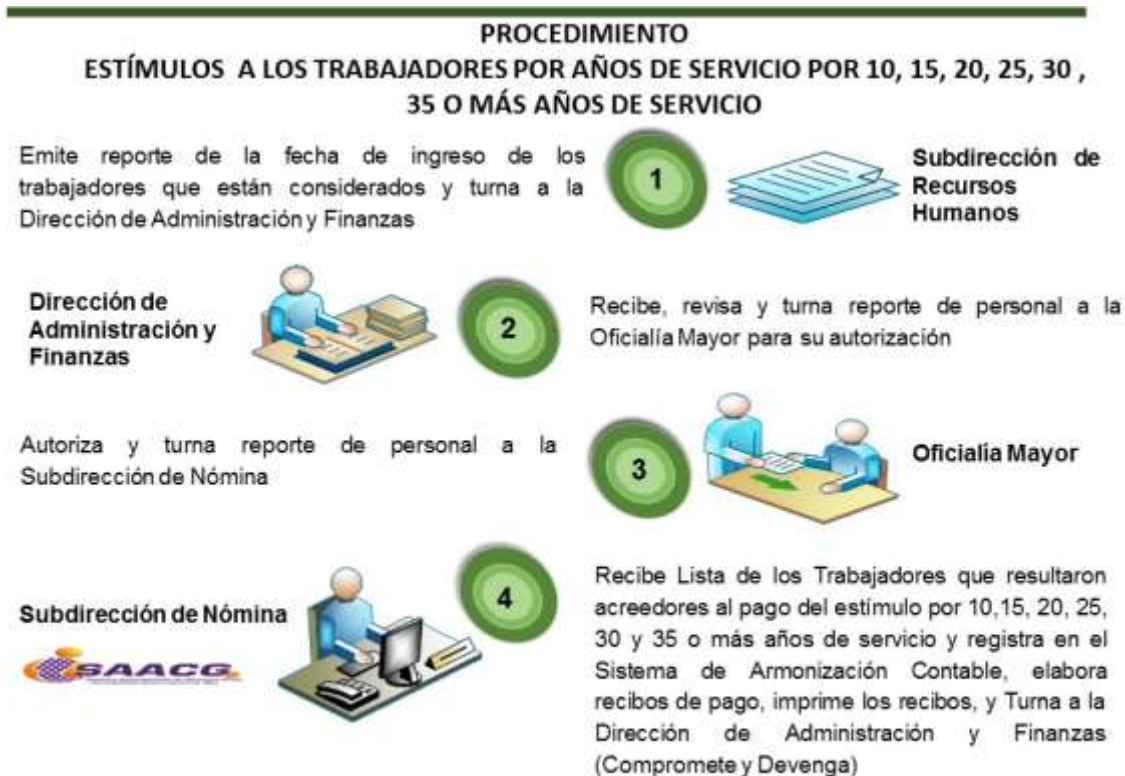 PROCEDIMIENTO
ESTÍMULOS A LOS TRABAJADORES POR AÑOS DE SERVICIO POR 10, 15, 20, 25, 30 ,
35 O MÁS AÑOS DE SERVICIO
Emite reporte de la fecha de ingreso de los
trabajadores que están considerados y turna a la
Dirección de Administración y Finanzas
1
Subdirección de
Recursos
Humanos
Dirección de
Administración y
Finanzas
2
Recibe, revisa y turna reporte de personal a la
Oficialía Mayor para su autorización
Autoriza y turna reporte de personal a la
Subdirección de Nómina
3
Oficialía Mayor
Subdirección de Nómina
SAACG
4
Recibe Lista de los Trabajadores que resultaron
acreedores al pago del estímulo por 10,15, 20, 25,
30 y 35 o más años de servicio y registra en el
Sistema de Armonización Contable, elabora
recibos de pago, imprime los recibos, y Turna a la
Dirección de Administración y Finanzas
(Compromete y Devenga)